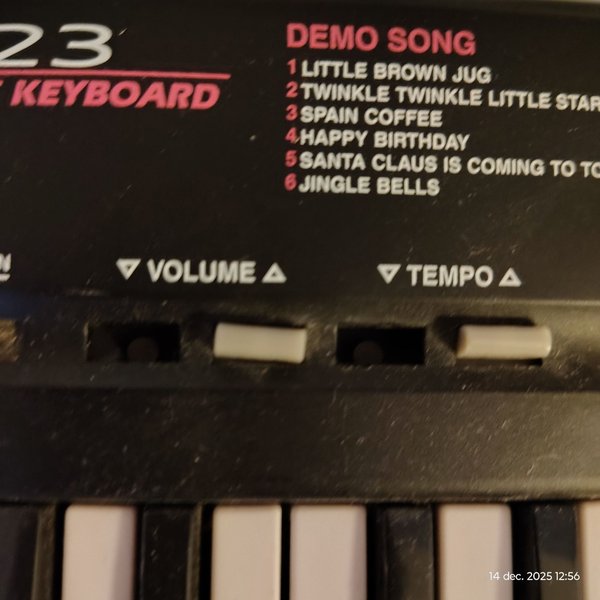 23
DEMO SONG
KEYBOARD
1 LITTLE BROWN JUG
2 TWINKLE TWINKLE LITTLE STAR
3 SPAIN COFFEE
4 HAPPY BIRTHDAY
5 SANTA CLAUS IS COMING TO TO
6 JINGLE BELLS
N
▽ VOLUME △
▽ TEMPO △
14 dec. 2025 12:56